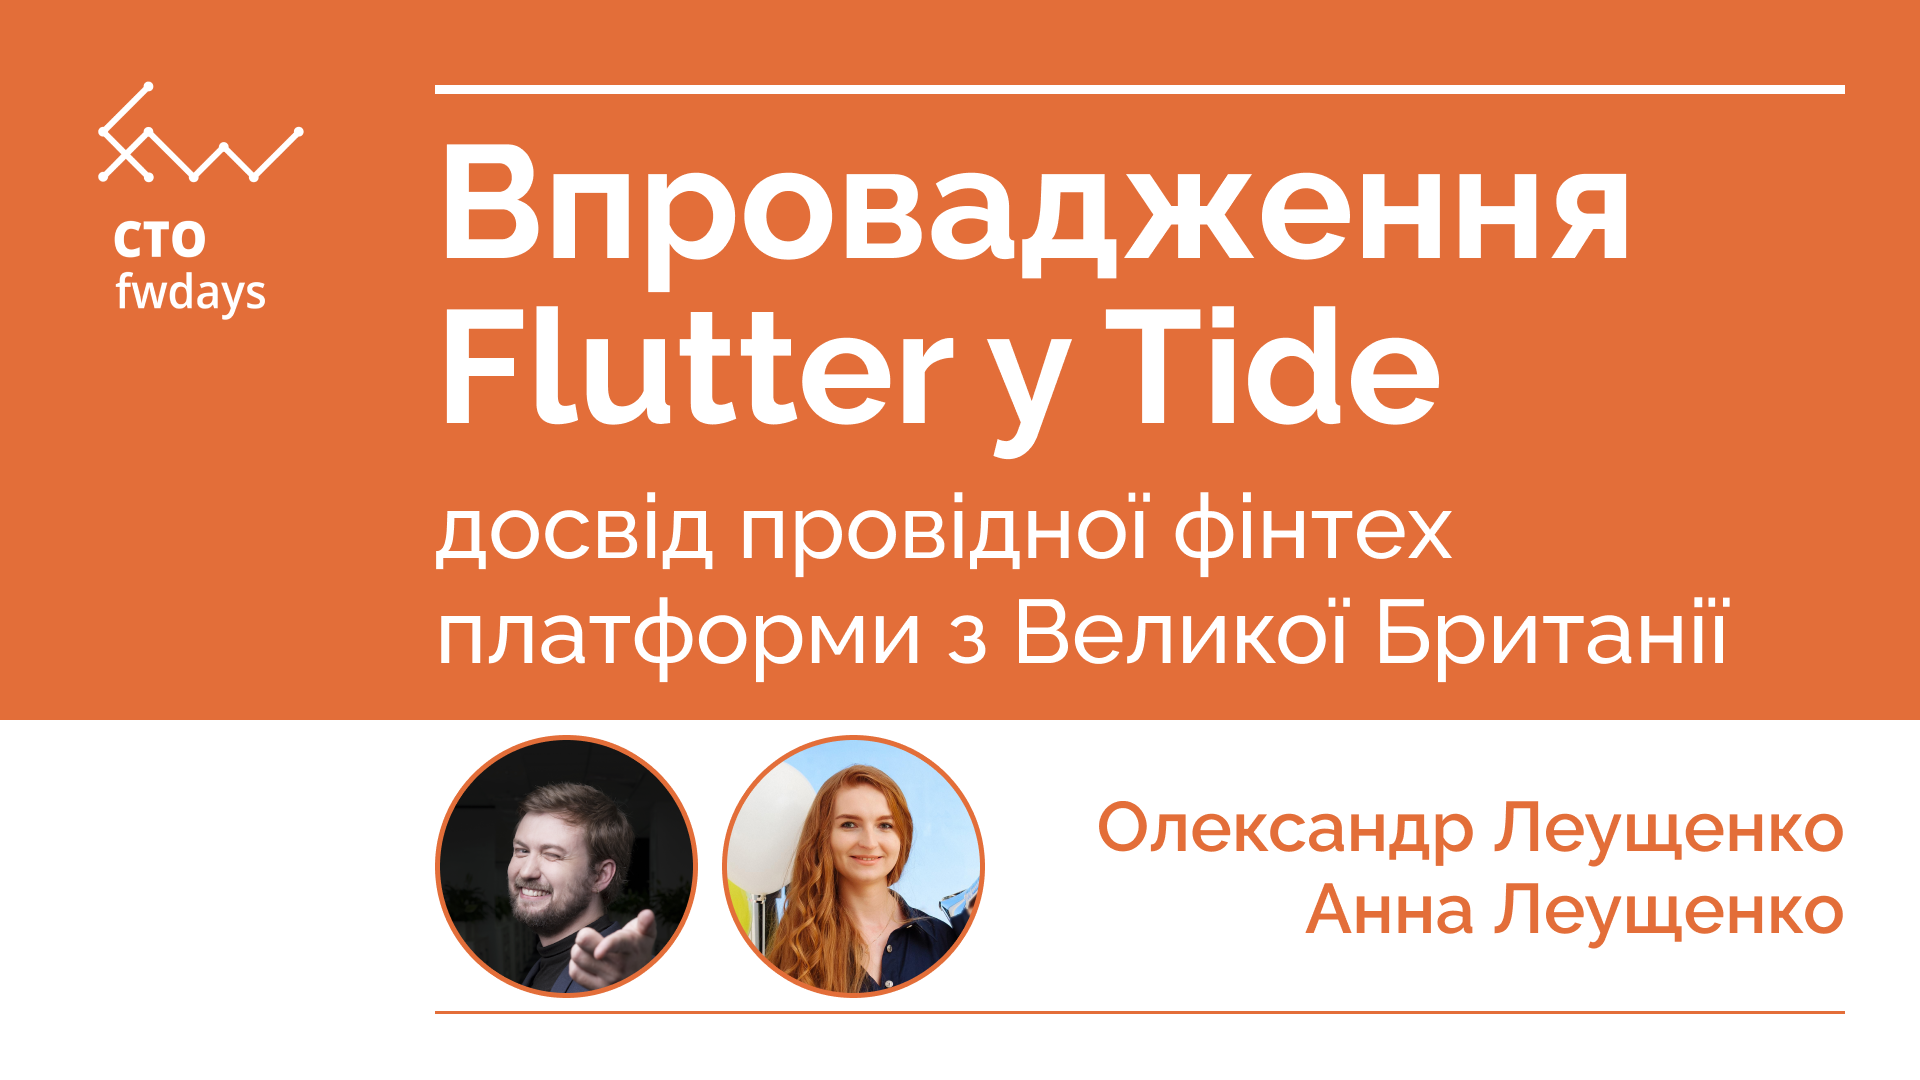 CTO
fwdays
Впровадження
Flutter у Tide
досвід провідної фінтех
платформи з Великої Британії
Олександр Леущенко
Анна Леущенко